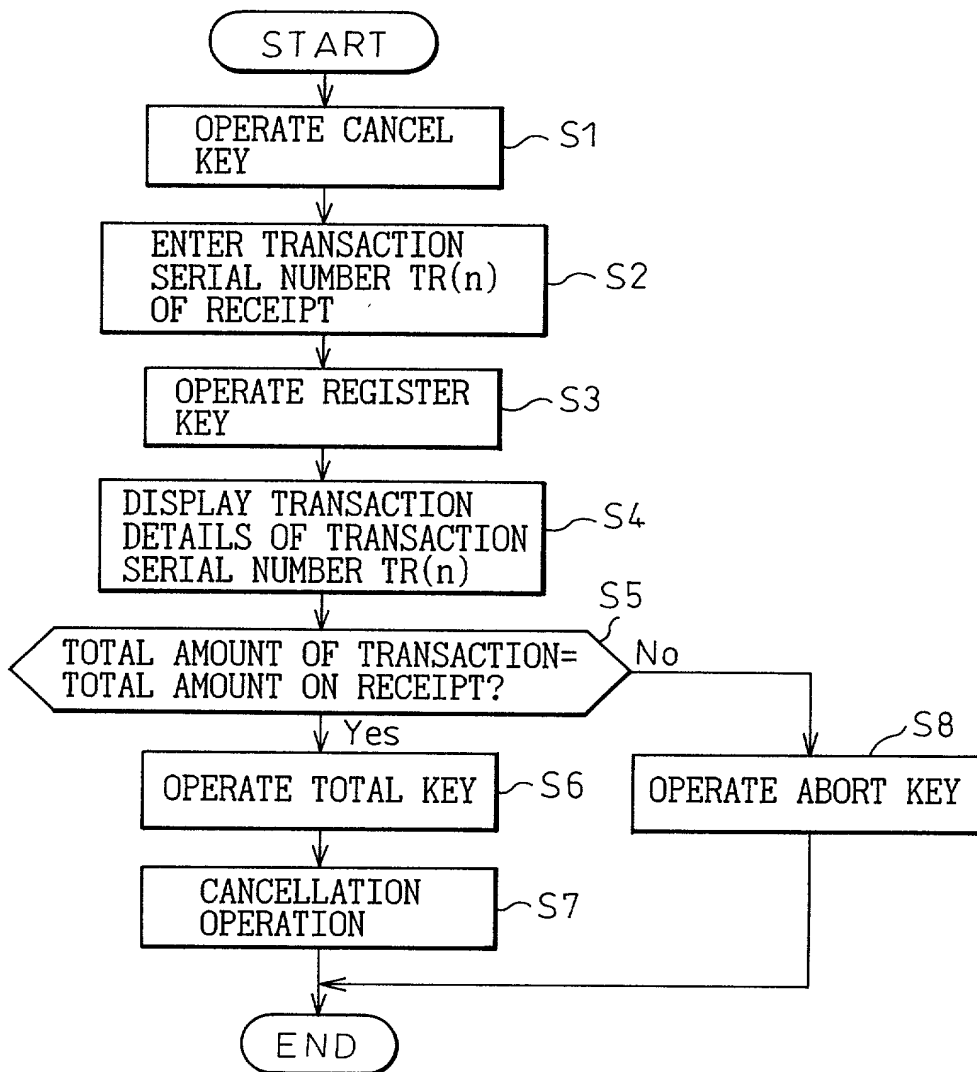 START
OPERATE CANCEL
KEY
S1
ENTER TRANSACTION
SERIAL NUMBER TR(n)
OF RECEIPT
S2
OPERATE REGISTER
KEY
S3
DISPLAY TRANSACTION
DETAILS OF TRANSACTION
SERIAL NUMBER TR(n)
S4
S5
TOTAL AMOUNT OF TRANSACTION=
TOTAL AMOUNT ON RECEIPT?
No
Yes
S8
OPERATE TOTAL KEY
S6
OPERATE ABORT KEY
CANCELLATION
OPERATION
S7
END